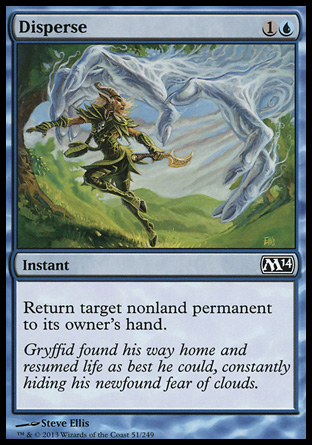 Disperse 1
Instant M14
Return target nonland permanent
to its owner's hand.
Gryffid found his way home and
resumed life as best he could, constantly
hiding his newfound fear of clouds.
Steve Ellis
™ & © 2013 Wizards of the Coast 51/249